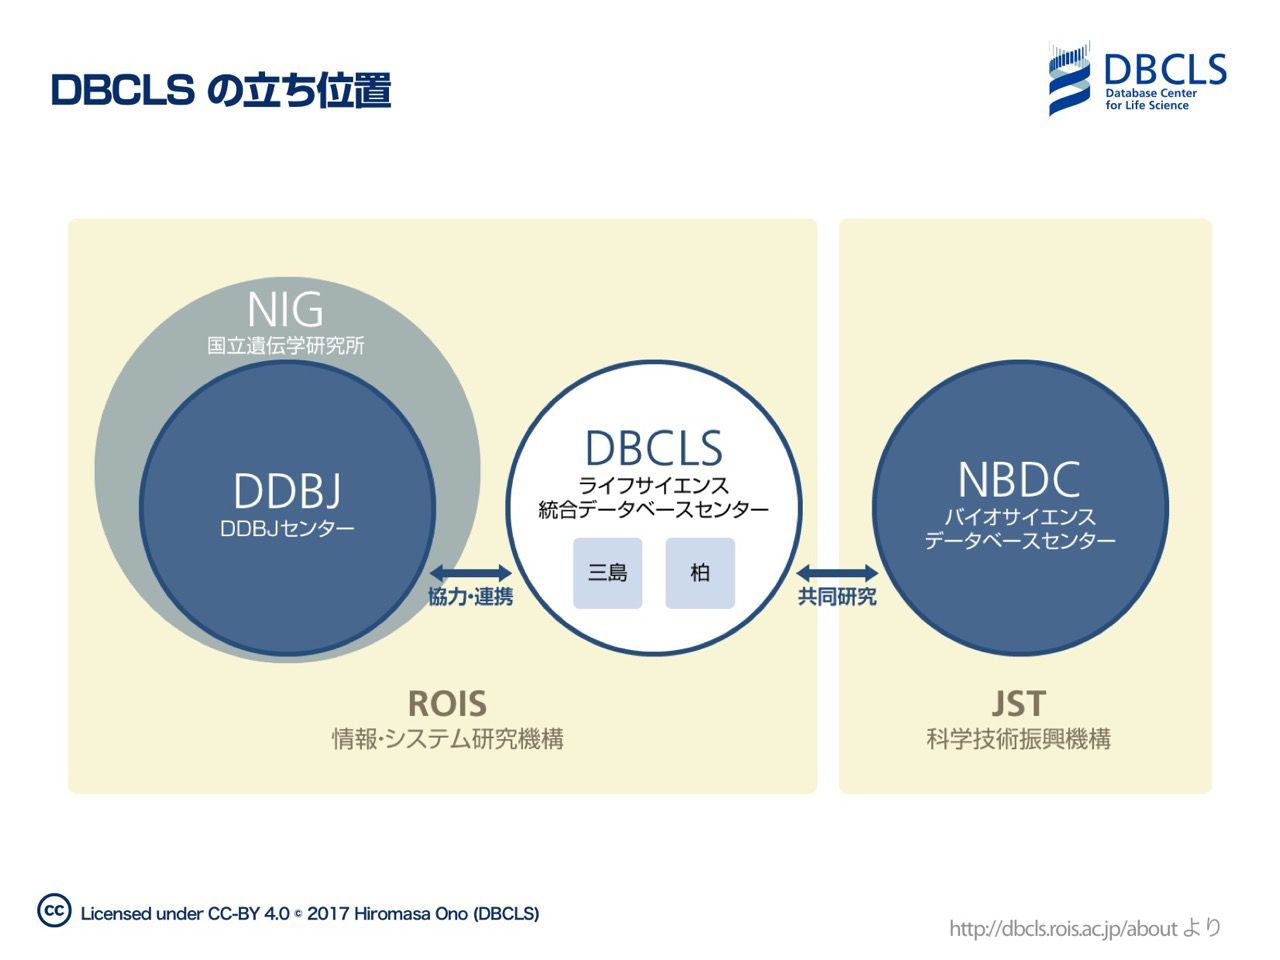 DBCLS の立ち位置
DBCLS
Database Center
for Life Science
NIG
国立遺伝学研究所
DDBJ
DDBJセンター
協力・連携
DBCLS
ライフサイエンス
統合データベースセンター
三島
柏
共同研究
NBDC
バイオサイエンス
データベースセンター
ROIS
情報・システム研究機構
JST
科学技術振興機構
cc
Licensed under CC-BY 4.0 © 2017 Hiromasa Ono (DBCLS)
http://dbcls.rois.ac.jp/about より